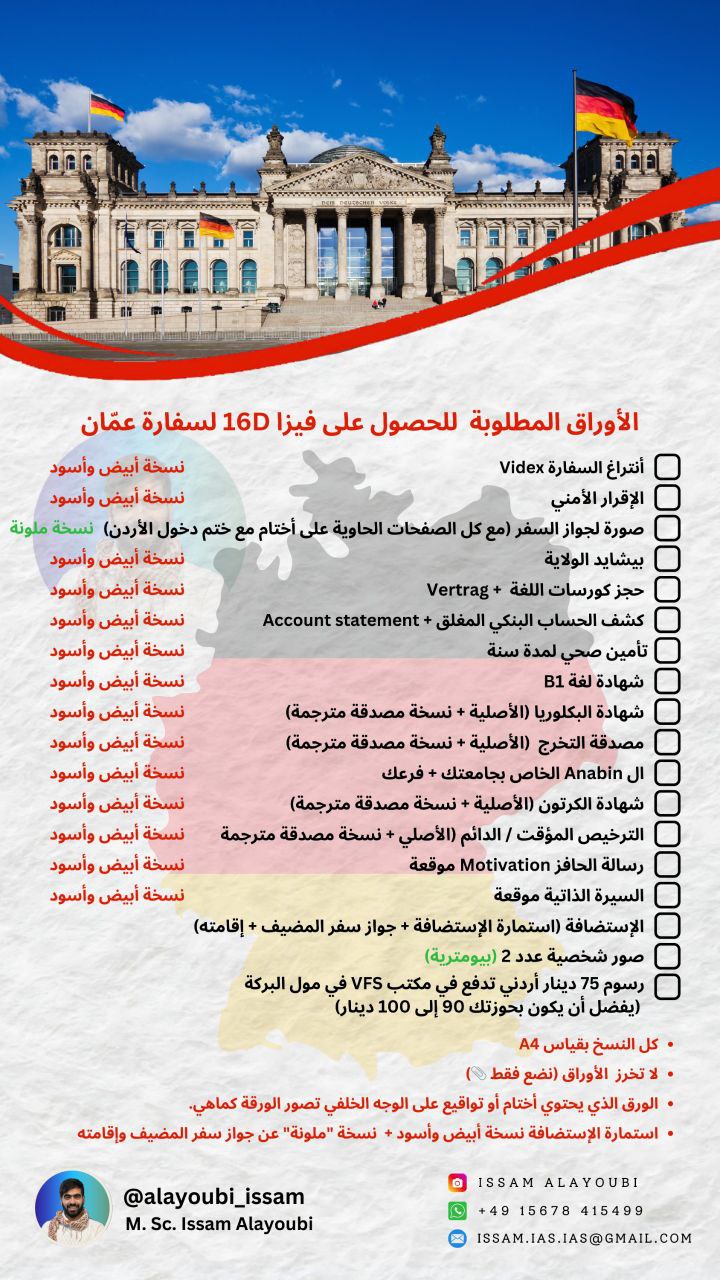 DEM DEUTSCHEN VOLKE
الأوراق المطلوبة للحصول على فيزا 16D لسفارة عمّان
أنتراغ السفارة Videx نسخة أبيض وأسود
الإقرار الأمني نسخة أبيض وأسود
صورة لجواز السفر (مع كل الصفحات الحاوية على أختام مع ختم دخول الأردن) نسخة ملونة
بيشايد الولاية نسخة أبيض وأسود
حجز كورسات اللغة + Vertrag نسخة أبيض وأسود
كشف الحساب البنكي المغلق + Account statement نسخة أبيض وأسود
تأمين صحي لمدة سنة نسخة أبيض وأسود
شهادة لغة B1 نسخة أبيض وأسود
شهادة البكلوريا (الأصلية + نسخة مصدقة مترجمة) نسخة أبيض وأسود
مصدقة التخرج (الأصلية + نسخة مصدقة مترجمة) نسخة أبيض وأسود
ال Anabin الخاص بجامعتك + فرعك نسخة أبيض وأسود
شهادة الكرتون (الأصلية + نسخة مصدقة مترجمة) نسخة أبيض وأسود
الترخيص المؤقت / الدائم (الأصلي + نسخة مصدقة مترجمة نسخة أبيض وأسود
رسالة الحافز Motivation موقعة نسخة أبيض وأسود
السيرة الذاتية موقعة نسخة أبيض وأسود
الإستضافة (استمارة الإستضافة + جواز سفر المضيف + إقامته)
صور شخصية عدد 2 (بيومترية)
رسوم 75 دينار أردني تدفع في مكتب VFS في مول البركة
(يفضل أن يكون بحوزتك 90 إلى 100 دينار)
• كل النسخ بقياس A4
• لا تخرز الأوراق (نضع فقط 📎)
• الورق الذي يحتوي أختام أو تواقيع على الوجه الخلفي تصور الورقة كماهي.
• استمارة الإستضافة نسخة أبيض وأسود + نسخة "ملونة" عن جواز سفر المضيف وإقامته
@alayoubi_issam
M. Sc. Issam Alayoubi
ISSAM ALAYOUBI
+49 15678 415499
ISSAM.IAS.IAS@GMAIL.COM